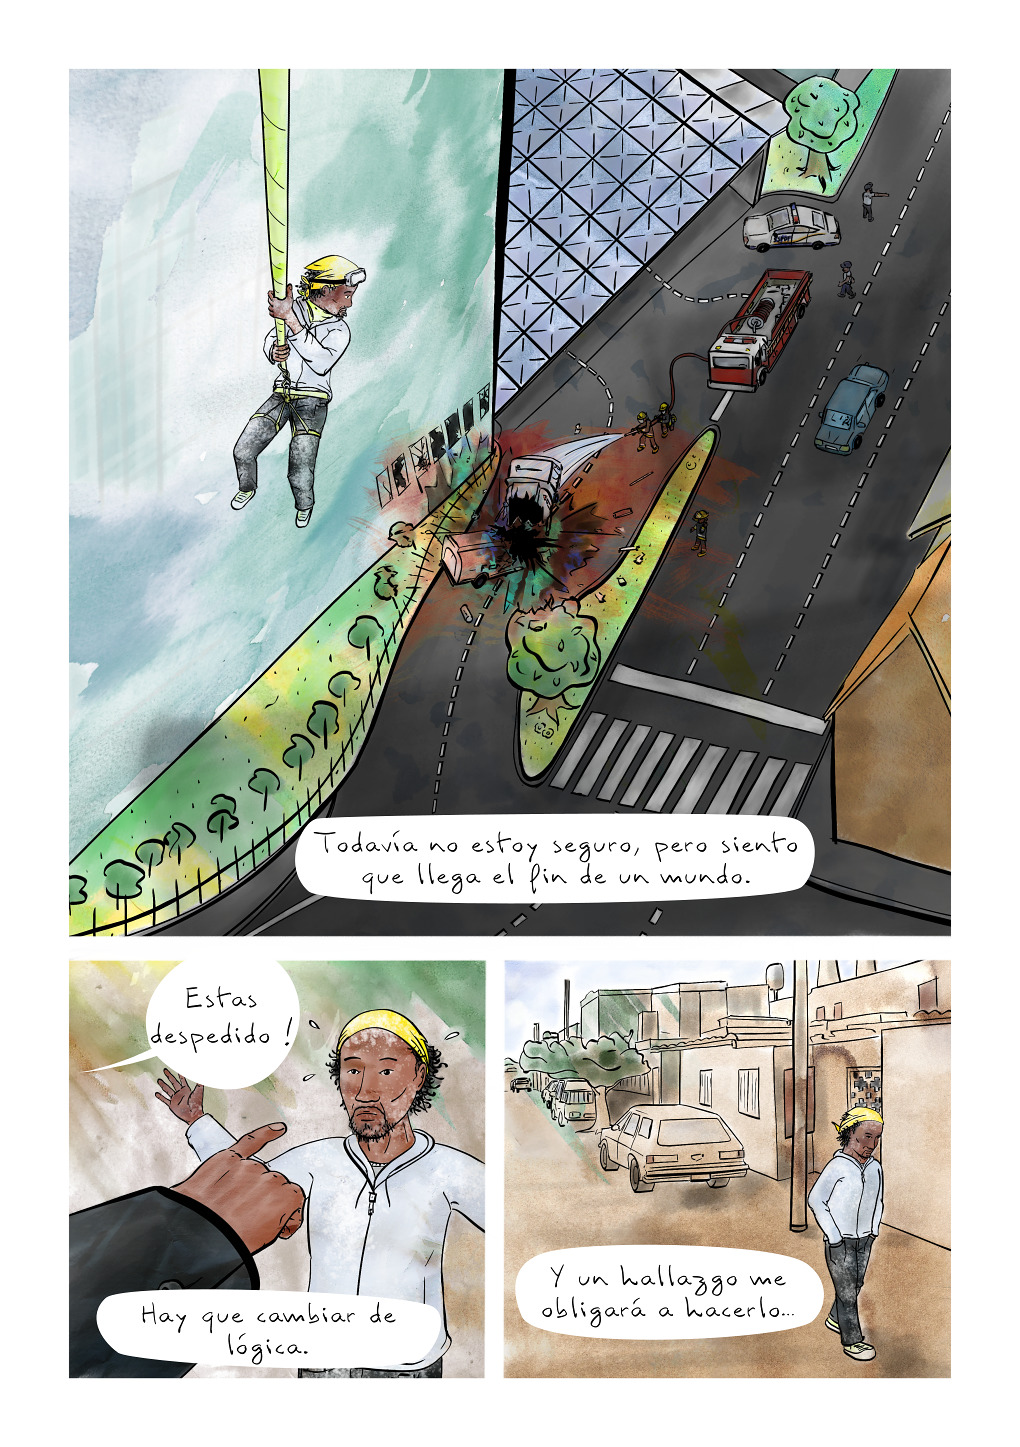 Todavía no estoy seguro, pero siento
que llega el fin de un mundo.
Estas
despedido !
Hay que cambiar de
lógica.
Y un hallazgo me
obligará a hacerlo...